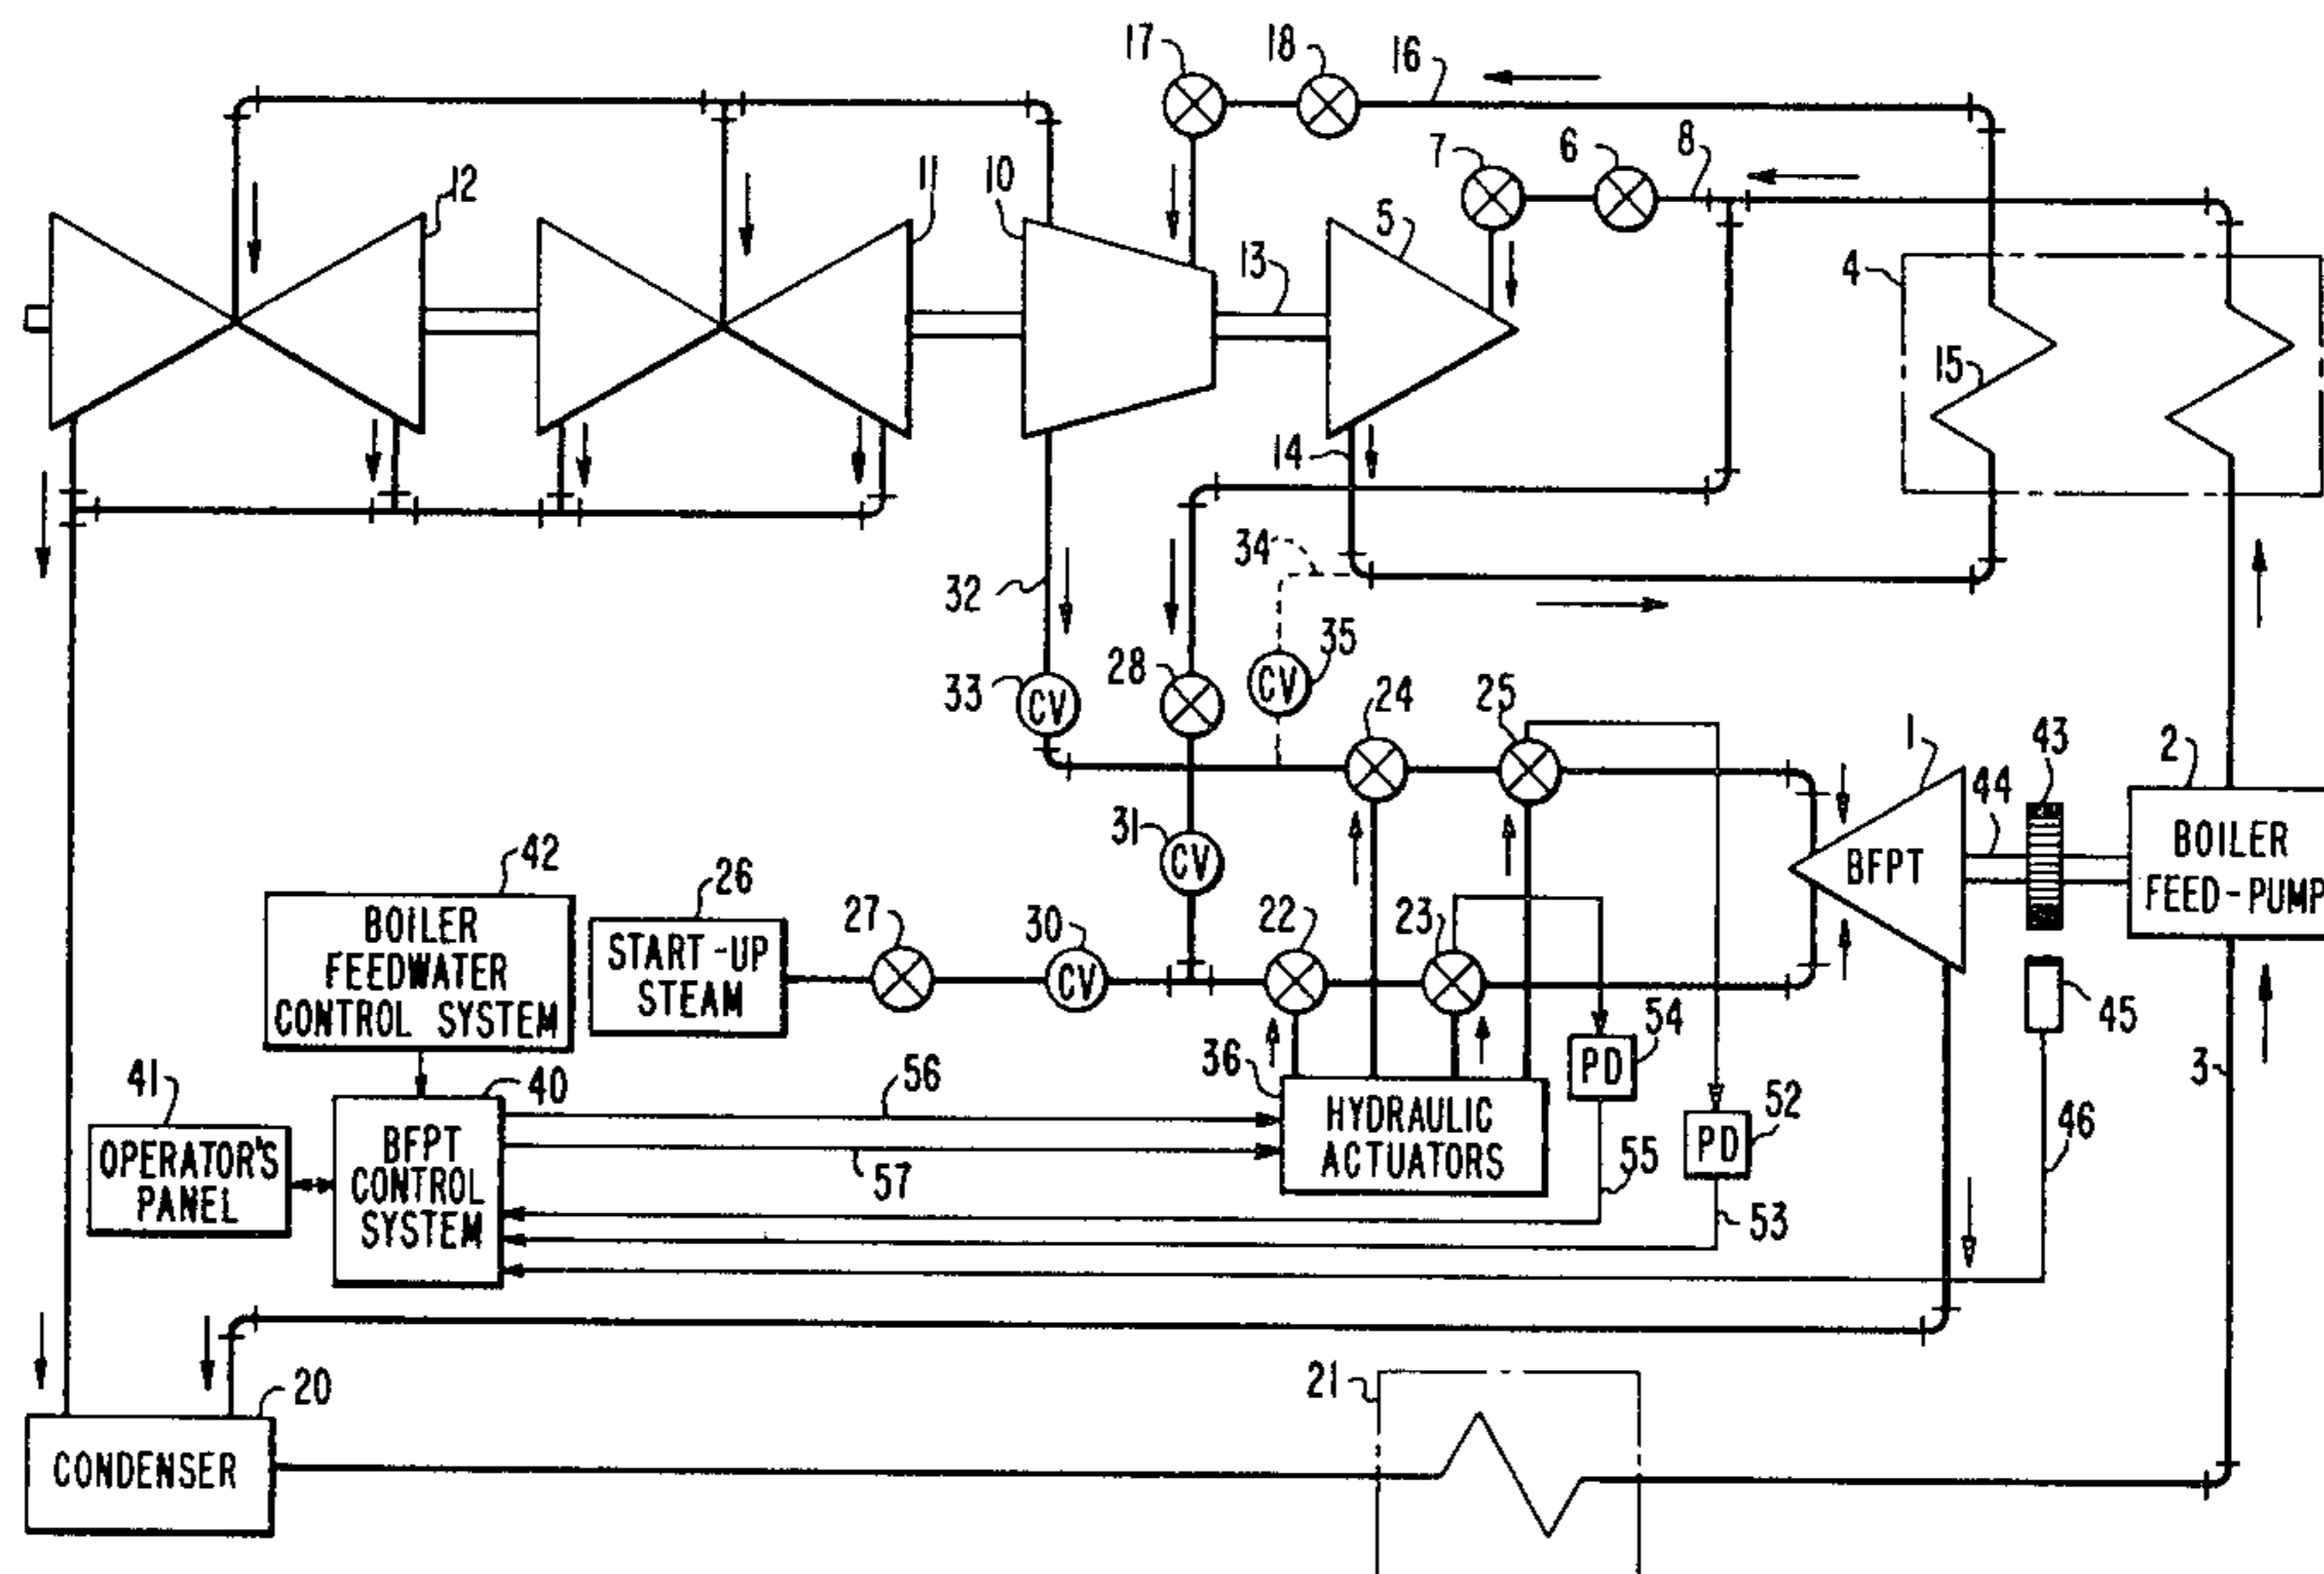 17 18 16
7 6 8
12 11 10 13 5 4
15
14
34
32
33 CV 28 CV 35 24 25
1 44 43 2
31 CV
BFPT
BOILER
FEED-PUMP
42 26 27 30 22 23
BOILER
FEEDWATER
CONTROL SYSTEM
START-UP
STEAM
CV
45
41 40 56 36 54 3
PD
52
PD
OPERATOR'S
PANEL
BFPT
CONTROL
SYSTEM
57
HYDRAULIC
ACTUATORS
55
53
46
20 21
CONDENSER